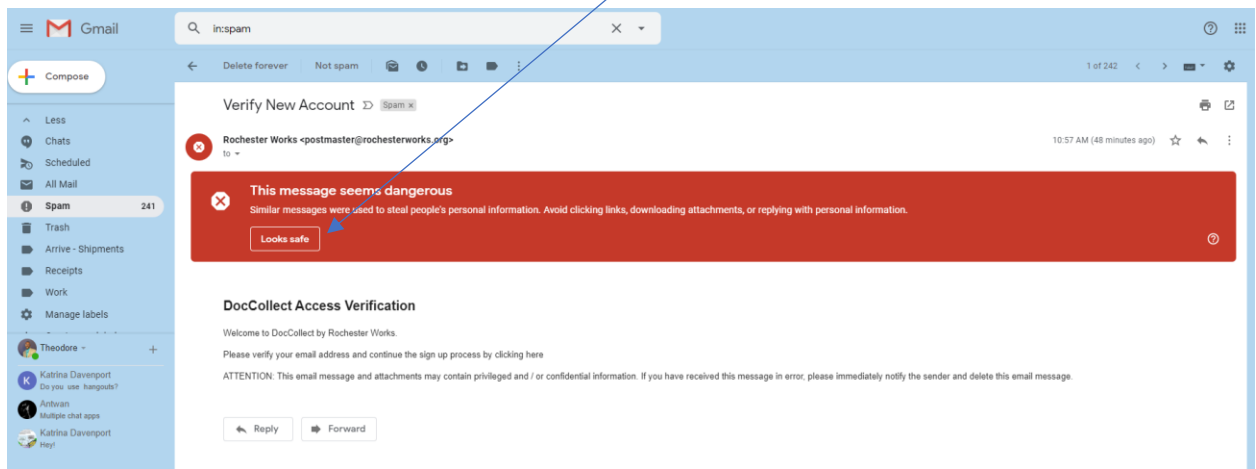 Gmail
in:spam
Compose
Delete forever Not spam
1 of 242
Less
Chats
Scheduled
All Mail
Spam 241
Trash
Arrive - Shipments
Receipts
Work
Manage labels
Theodore
Katrina Davenport
Do you use hangouts?
Antwan
Multiple chat apps
Katrina Davenport
Hey!
Verify New Account Spam x
Rochester Works <postmaster@rochesterworks.org>
10:57 AM (48 minutes ago)
to
This message seems dangerous
Similar messages were used to steal people's personal information. Avoid clicking links, downloading attachments, or replying with personal information.
Looks safe
DocCollect Access Verification
Welcome to DocCollect by Rochester Works.
Please verify your email address and continue the sign up process by clicking here
ATTENTION: This email message and attachments may contain privileged and / or confidential information. If you have received this message in error, please immediately notify the sender and delete this email message.
Reply Forward